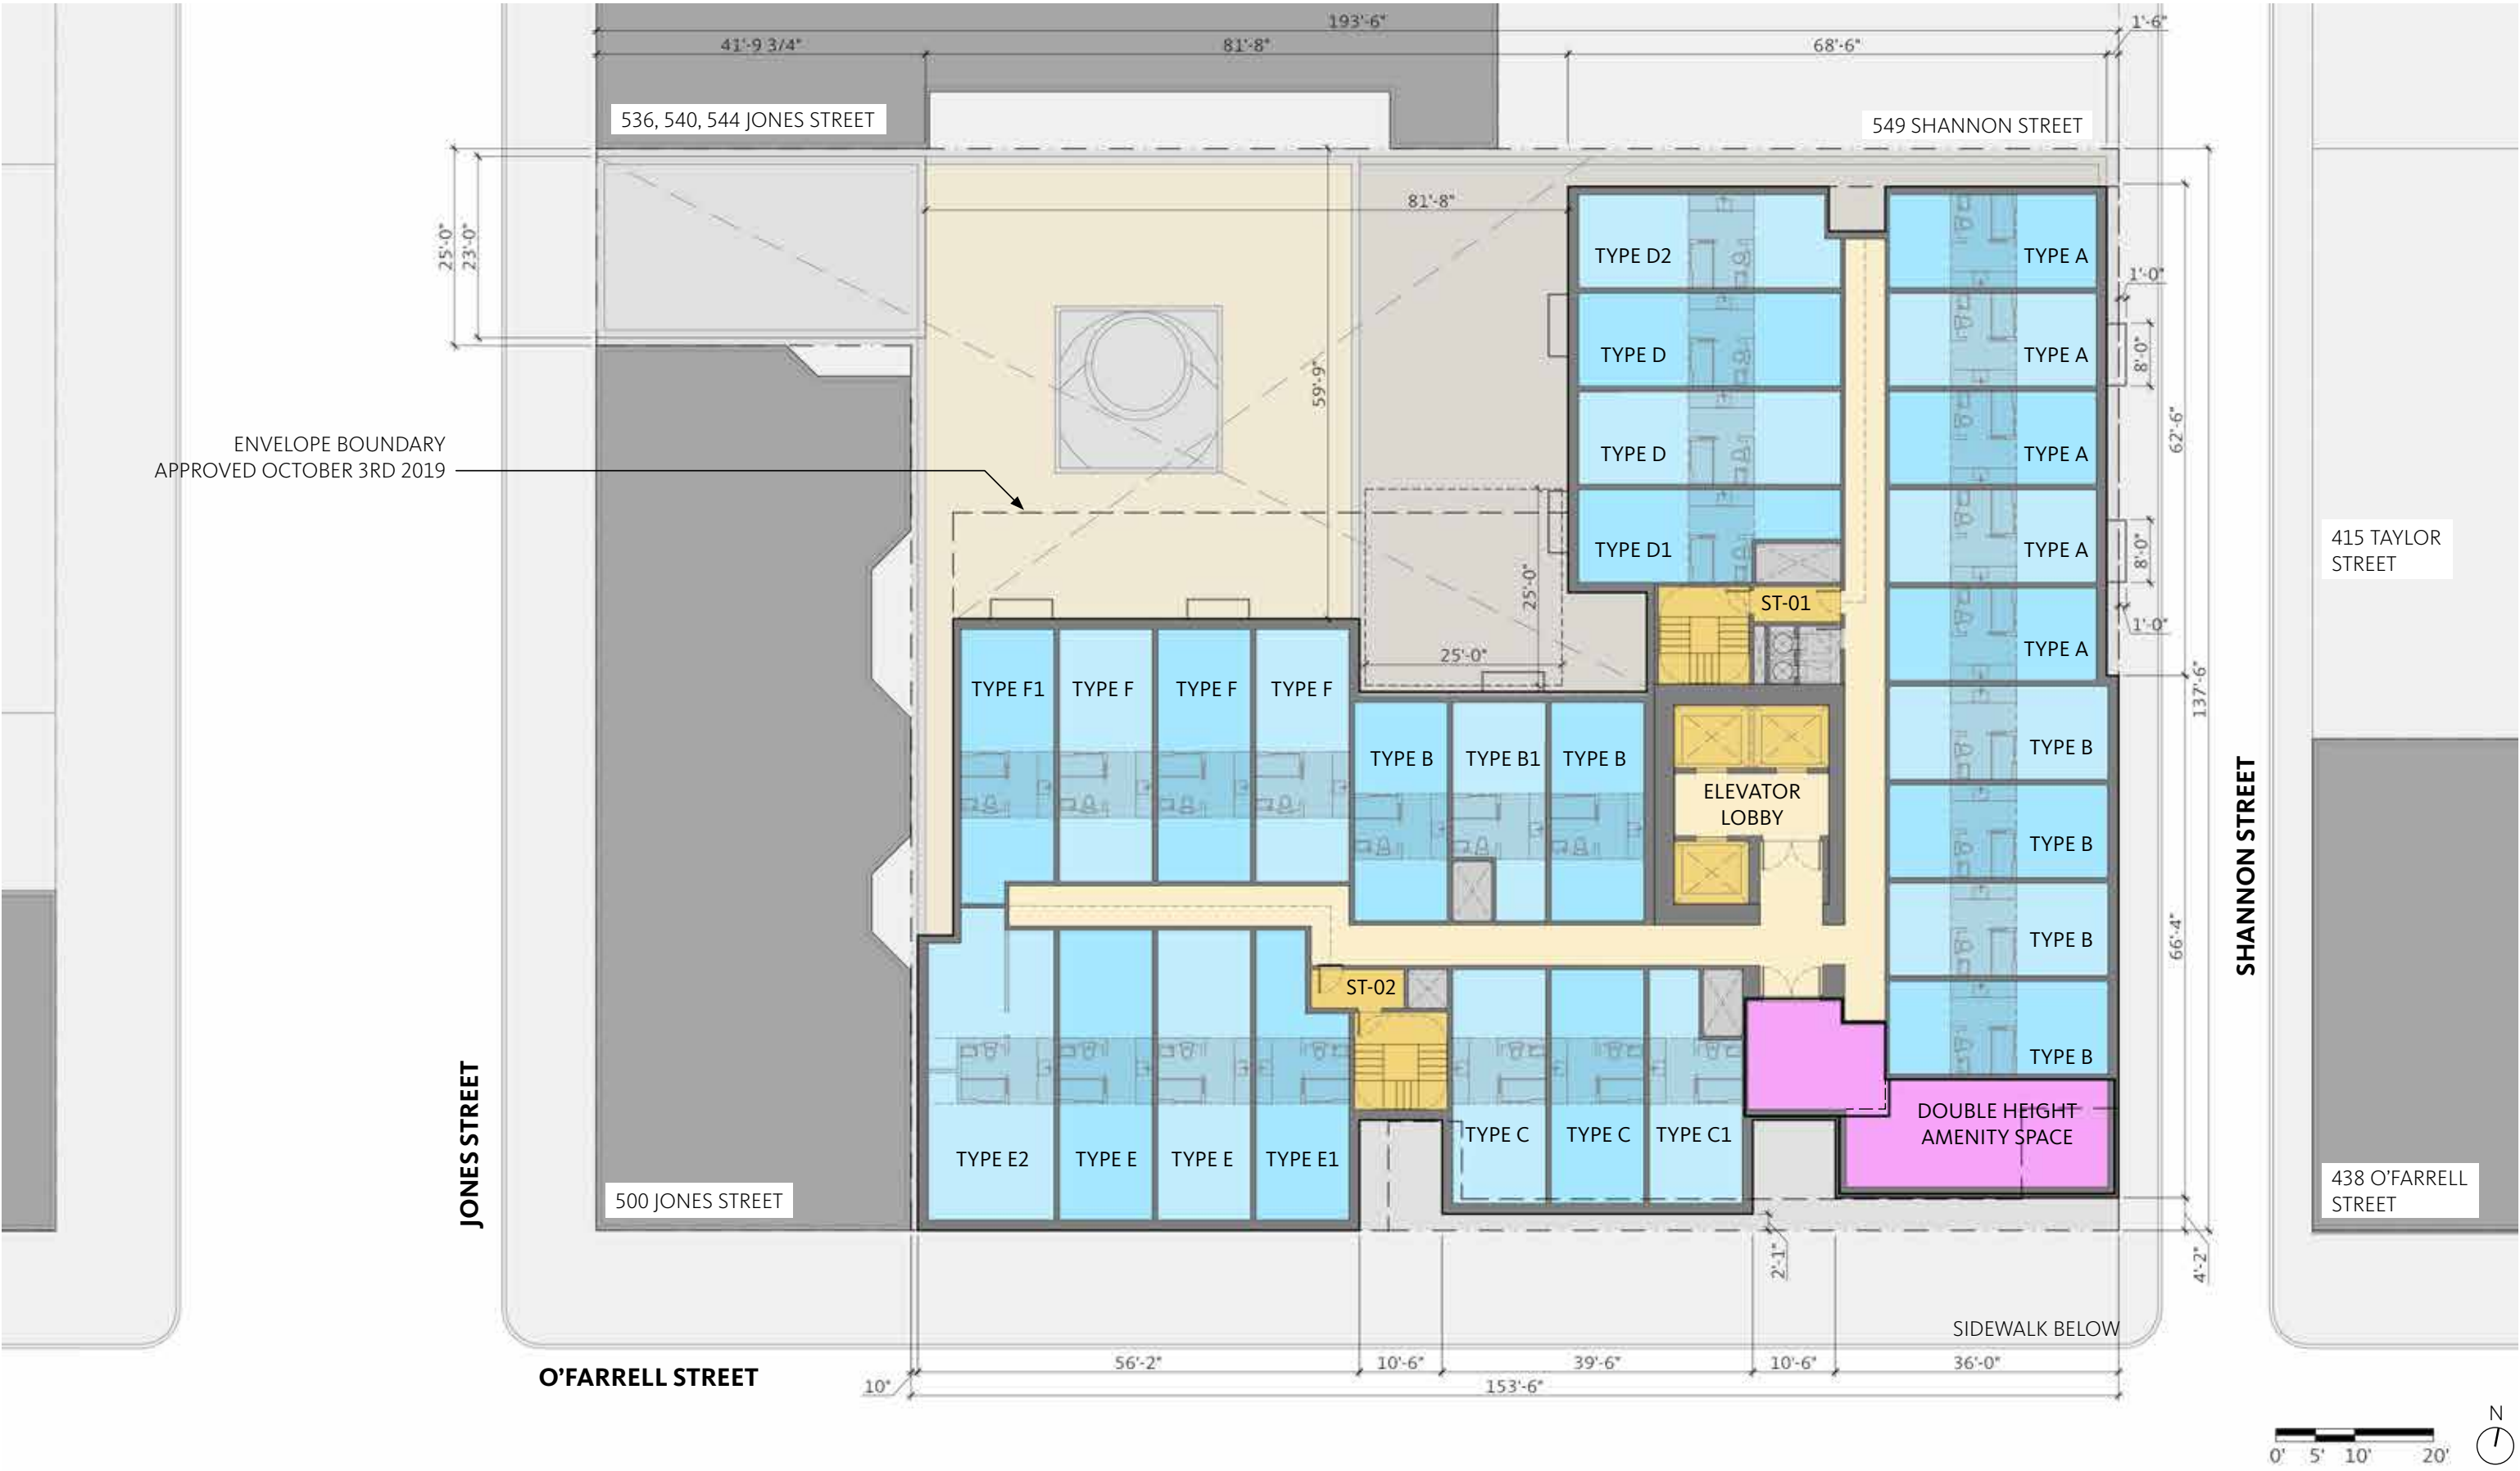 193'-6"
1'-6"
41'-9 3/4"
81'-8"
68'-6"
536, 540, 544 JONES STREET
549 SHANNON STREET
81'-8"
25'-0"
23'-0"
TYPE D2
TYPE A
1'-0"
TYPE D
TYPE A
8'-0"
59'-9"
ENVELOPE BOUNDARY
APPROVED OCTOBER 3RD 2019
TYPE D
TYPE A
62'-6"
TYPE D1
TYPE A
8'-0"
415 TAYLOR
STREET
25'-0"
ST-01
1'-0"
25'-0"
TYPE A
137'-6"
TYPE F1
TYPE F
TYPE F
TYPE F
TYPE B
TYPE B1
TYPE B
TYPE B
ELEVATOR
LOBBY
TYPE B
SHANNON STREET
TYPE B
66'-4"
ST-02
TYPE B
DOUBLE HEIGHT
AMENITY SPACE
TYPE E2
TYPE E
TYPE E
TYPE E1
TYPE C
TYPE C
TYPE C1
JONES STREET
500 JONES STREET
438 O'FARRELL
STREET
2'-1"
4'-2"
SIDEWALK BELOW
O'FARRELL STREET
56'-2"
10'-6"
39'-6"
10'-6"
36'-0"
10"
153'-6"
N
0' 5' 10' 20'